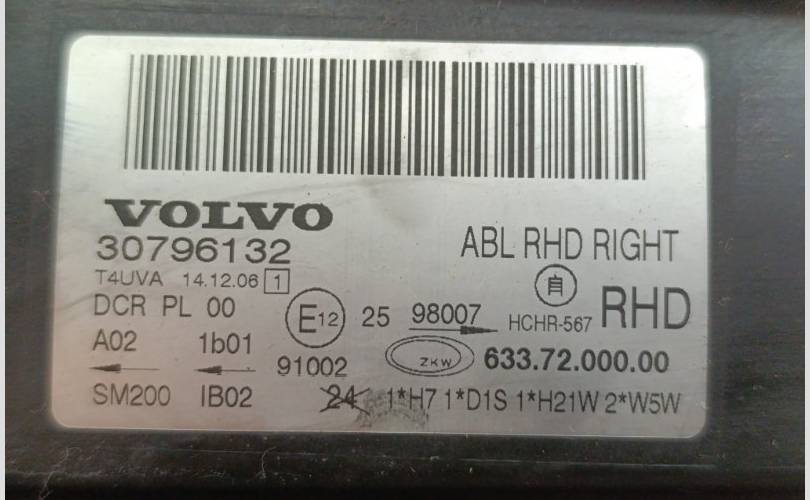 VOLVO
30796132
ABL RHD RIGHT
T4UVA 14.12.06 1
自
DCR PL 00
E12 25 98007
HCHR-567 RHD
A02 1b01
91002
ZKW 633.72.000.00
SM200 IB02
24 1*H7 1*D1S 1*H21W 2*W5W